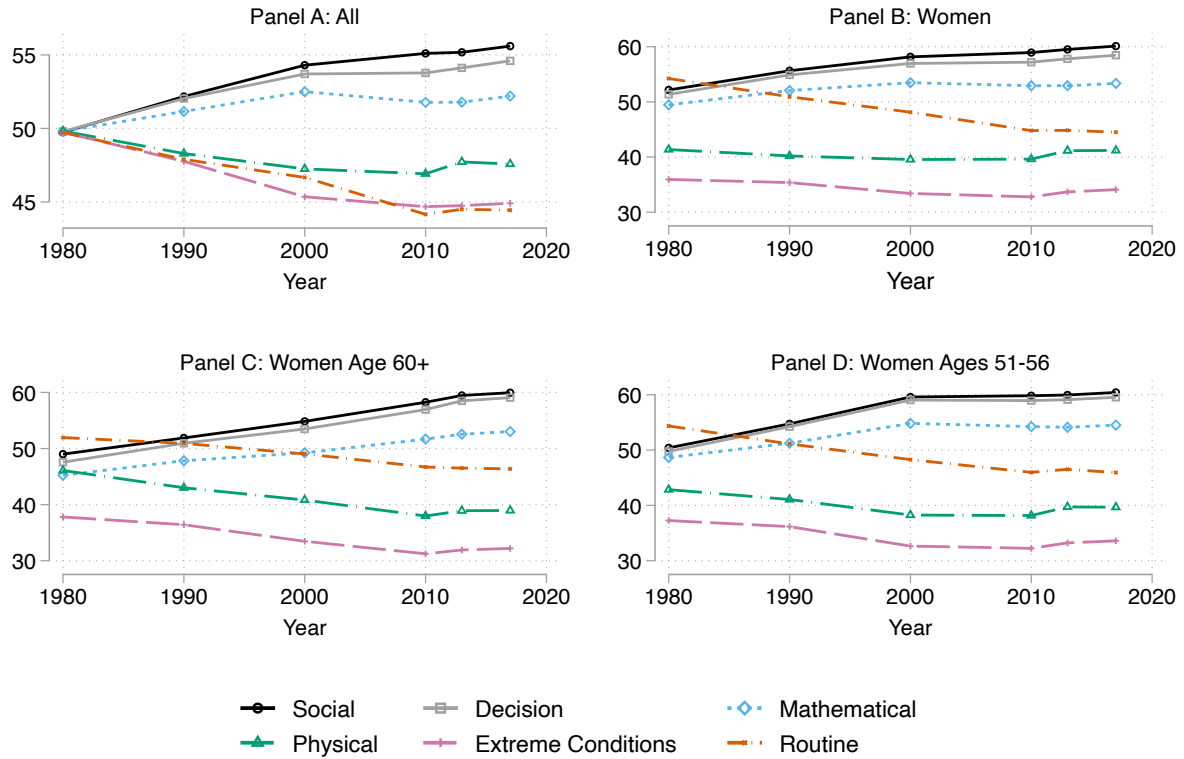 Panel A: All
55
50
45
1980 1990 2000 2010 2020
Year
Panel B: Women
60
50
40
30
1980 1990 2000 2010 2020
Year
Panel C: Women Age 60+
60
50
40
30
1980 1990 2000 2010 2020
Year
Panel D: Women Ages 51-56
60
50
40
30
1980 1990 2000 2010 2020
Year
Social Decision Mathematical
Physical Extreme Conditions Routine